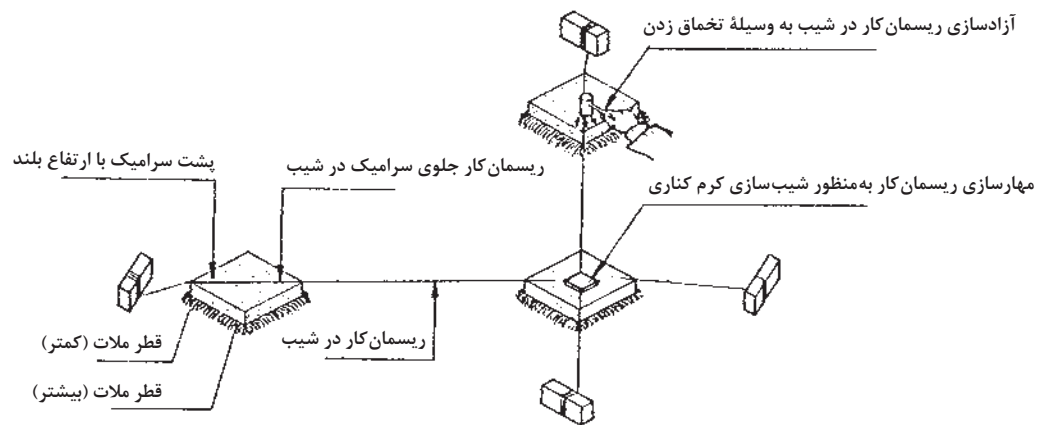 آزادسازی ریسمان‌کار در شیب به وسیلهٔ تخماق زدن
پشت سرامیک با ارتفاع بلند
ریسمان‌کار جلوی سرامیک در شیب
مهارسازی ریسمان‌کار به‌منظور شیب‌سازی کرم کناری
قطر ملات (کمتر)
ریسمان‌کار در شیب
قطر ملات (بیشتر)